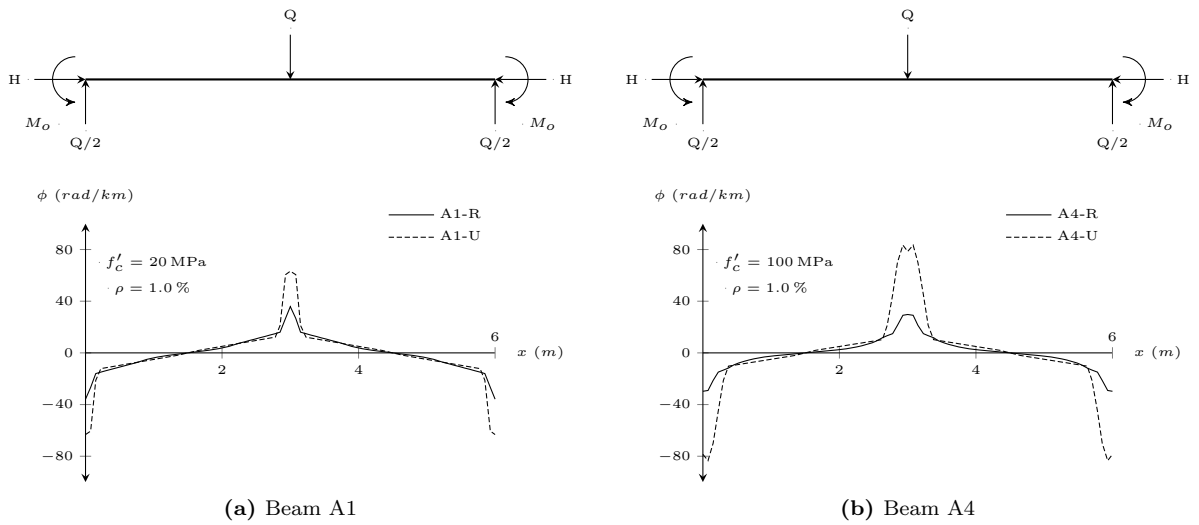 Q
H
H
M_o
M_o
Q/2
Q/2
ϕ (rad/km)
A1-R
A1-U
f′_c = 20 MPa
ρ = 1.0 %
80
40
0
−40
−80
2
4
6
x (m)
(a) Beam A1
Q
H
H
M_o
M_o
Q/2
Q/2
ϕ (rad/km)
A4-R
A4-U
f′_c = 100 MPa
ρ = 1.0 %
80
40
0
−40
−80
2
4
6
x (m)
(b) Beam A4